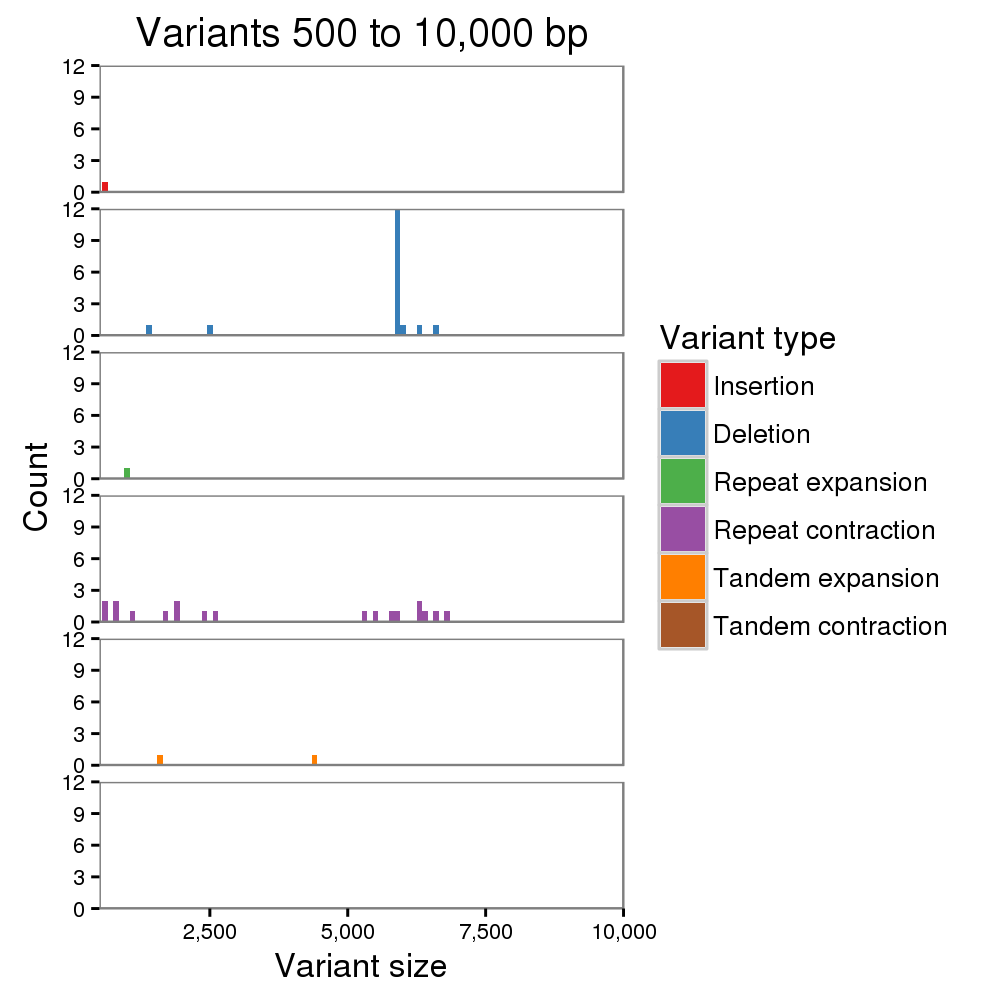 Variants 500 to 10,000 bp
12
9
6
3
0
12
9
6
3
0
12
9
6
3
0
12
9
6
3
0
12
9
6
3
0
12
9
6
3
0
Count
2,500 5,000 7,500 10,000
Variant size
Variant type
Insertion
Deletion
Repeat expansion
Repeat contraction
Tandem expansion
Tandem contraction